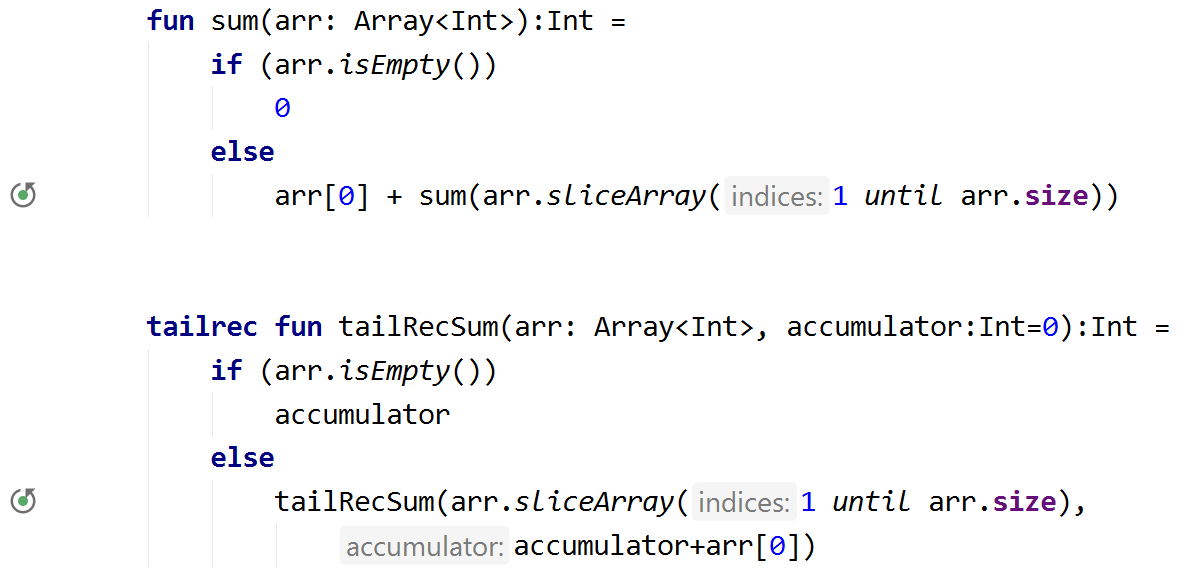 fun sum(arr: Array<Int>):Int =
if (arr.isEmpty())
0
else
arr[0] + sum(arr.sliceArray( indices: 1 until arr.size))
tailrec fun tailRecSum(arr: Array<Int>, accumulator:Int=0):Int =
if (arr.isEmpty())
accumulator
else
tailRecSum(arr.sliceArray( indices: 1 until arr.size),
accumulator: accumulator+arr[0])